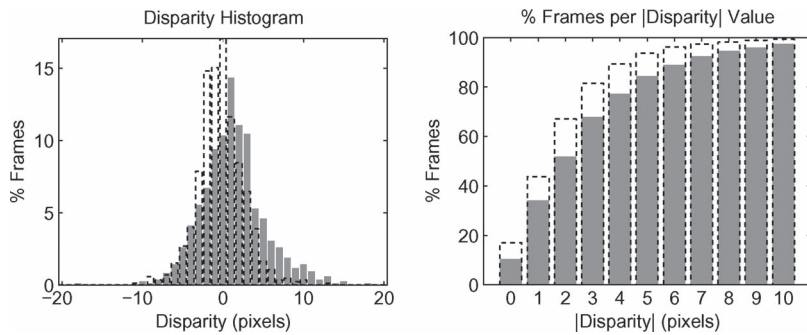 Disparity Histogram
% Frames
15
10
5
0
−20 −10 0 10 20
Disparity (pixels)
% Frames per |Disparity| Value
% Frames
100
80
60
40
20
0
0 1 2 3 4 5 6 7 8 9 10
|Disparity| (pixels)